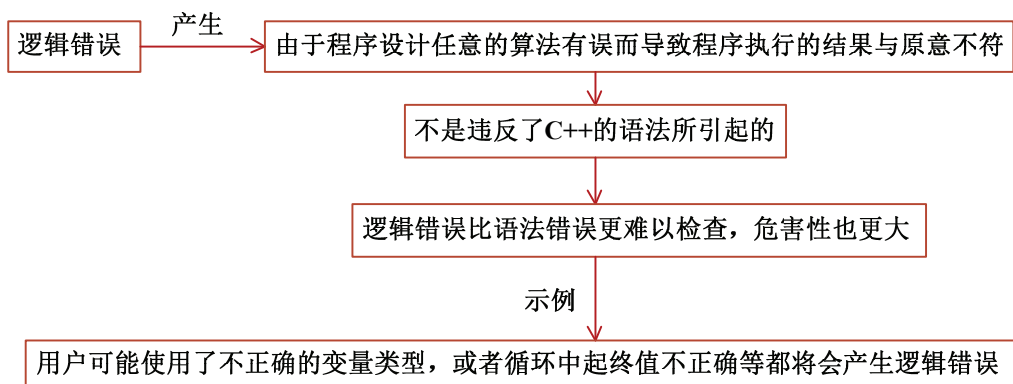 逻辑错误
产生
由于程序设计任意的算法有误而导致程序执行的结果与原意不符
不是违反了C++的语法所引起的
逻辑错误比语法错误更难以检查，危害性也更大
示例
用户可能使用了不正确的变量类型，或者循环中起终值不正确等都将会产生逻辑错误